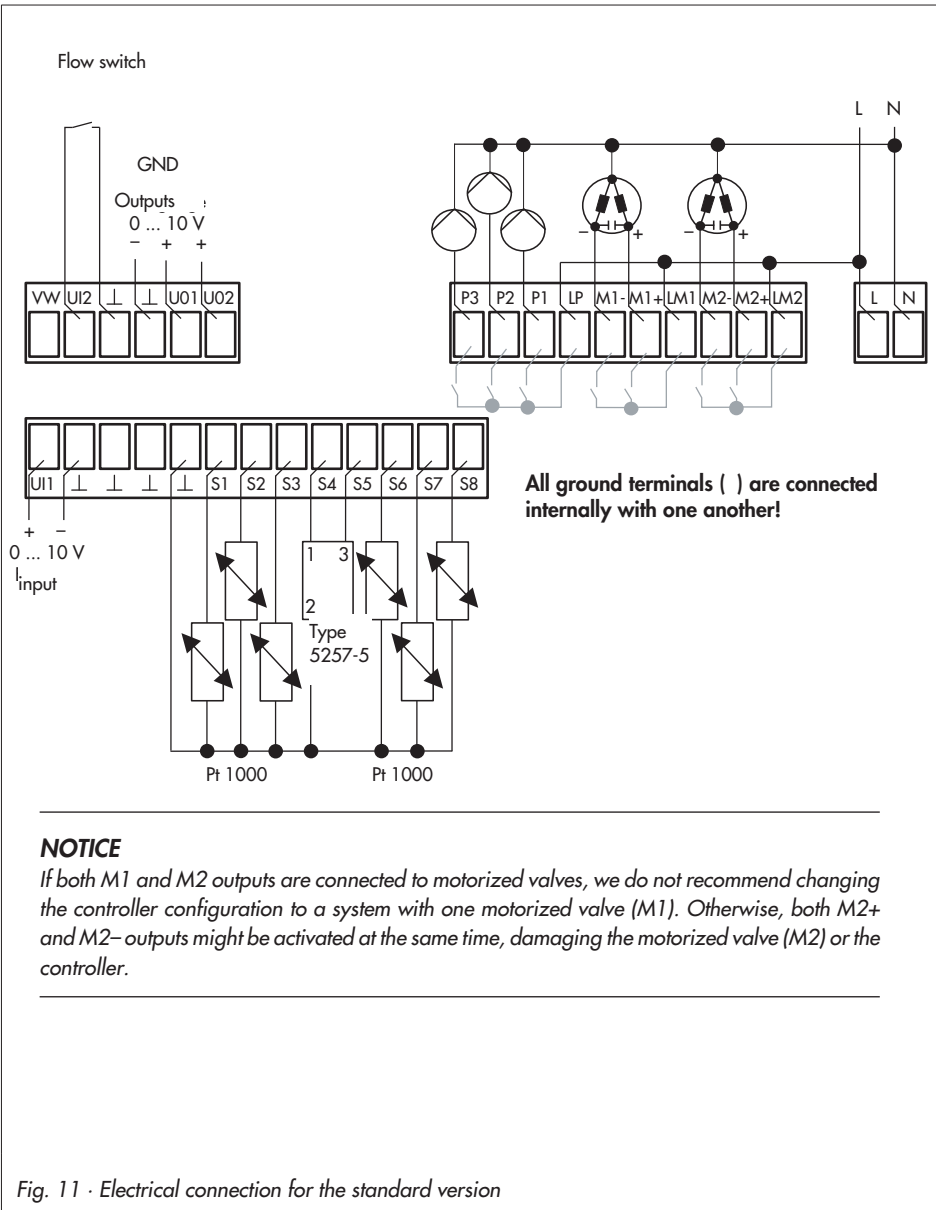 Flow switch
L N
GND
Outputs
0 ... 10 V
− + +
− + − +
VW UI2 ⊥ ⊥ U01 U02
P3 P2 P1 LP M1- M1+ LM1 M2- M2+ LM2
L N
UI1 ⊥ ⊥ ⊥ ⊥ S1 S2 S3 S4 S5 S6 S7 S8
All ground terminals ( ) are connected
internally with one another!
+ −
0 ... 10 V
Input
1 3
2
Type
5257-5
Pt 1000 Pt 1000
NOTICE
If both M1 and M2 outputs are connected to motorized valves, we do not recommend changing
the controller configuration to a system with one motorized valve (M1). Otherwise, both M2+
and M2– outputs might be activated at the same time, damaging the motorized valve (M2) or the
controller.
Fig. 11 · Electrical connection for the standard version